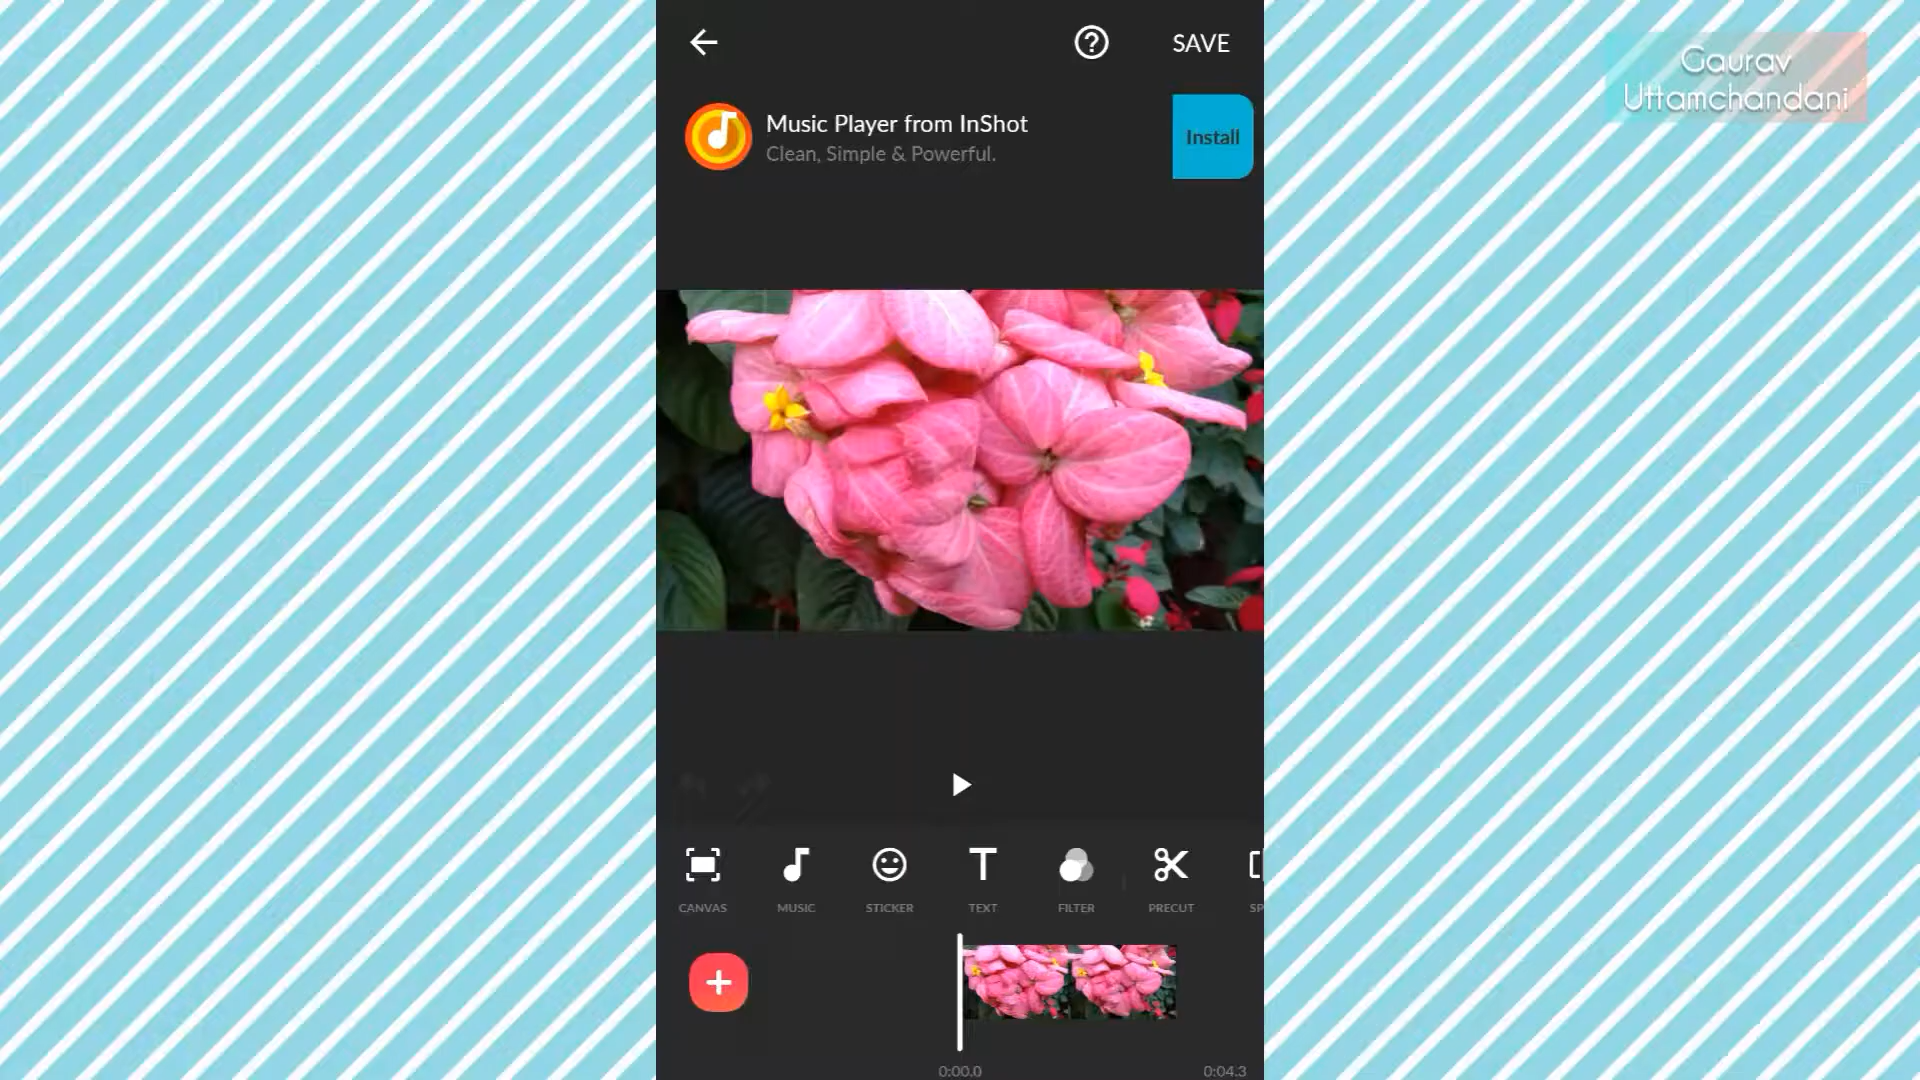 SAVE
Gaurav
Uttamchandani
Music Player from InShot
Clean, Simple & Powerful.
Install
CANVAS
MUSIC
STICKER
TEXT
FILTER
PRECUT
SP
0:00.0
0:04.3